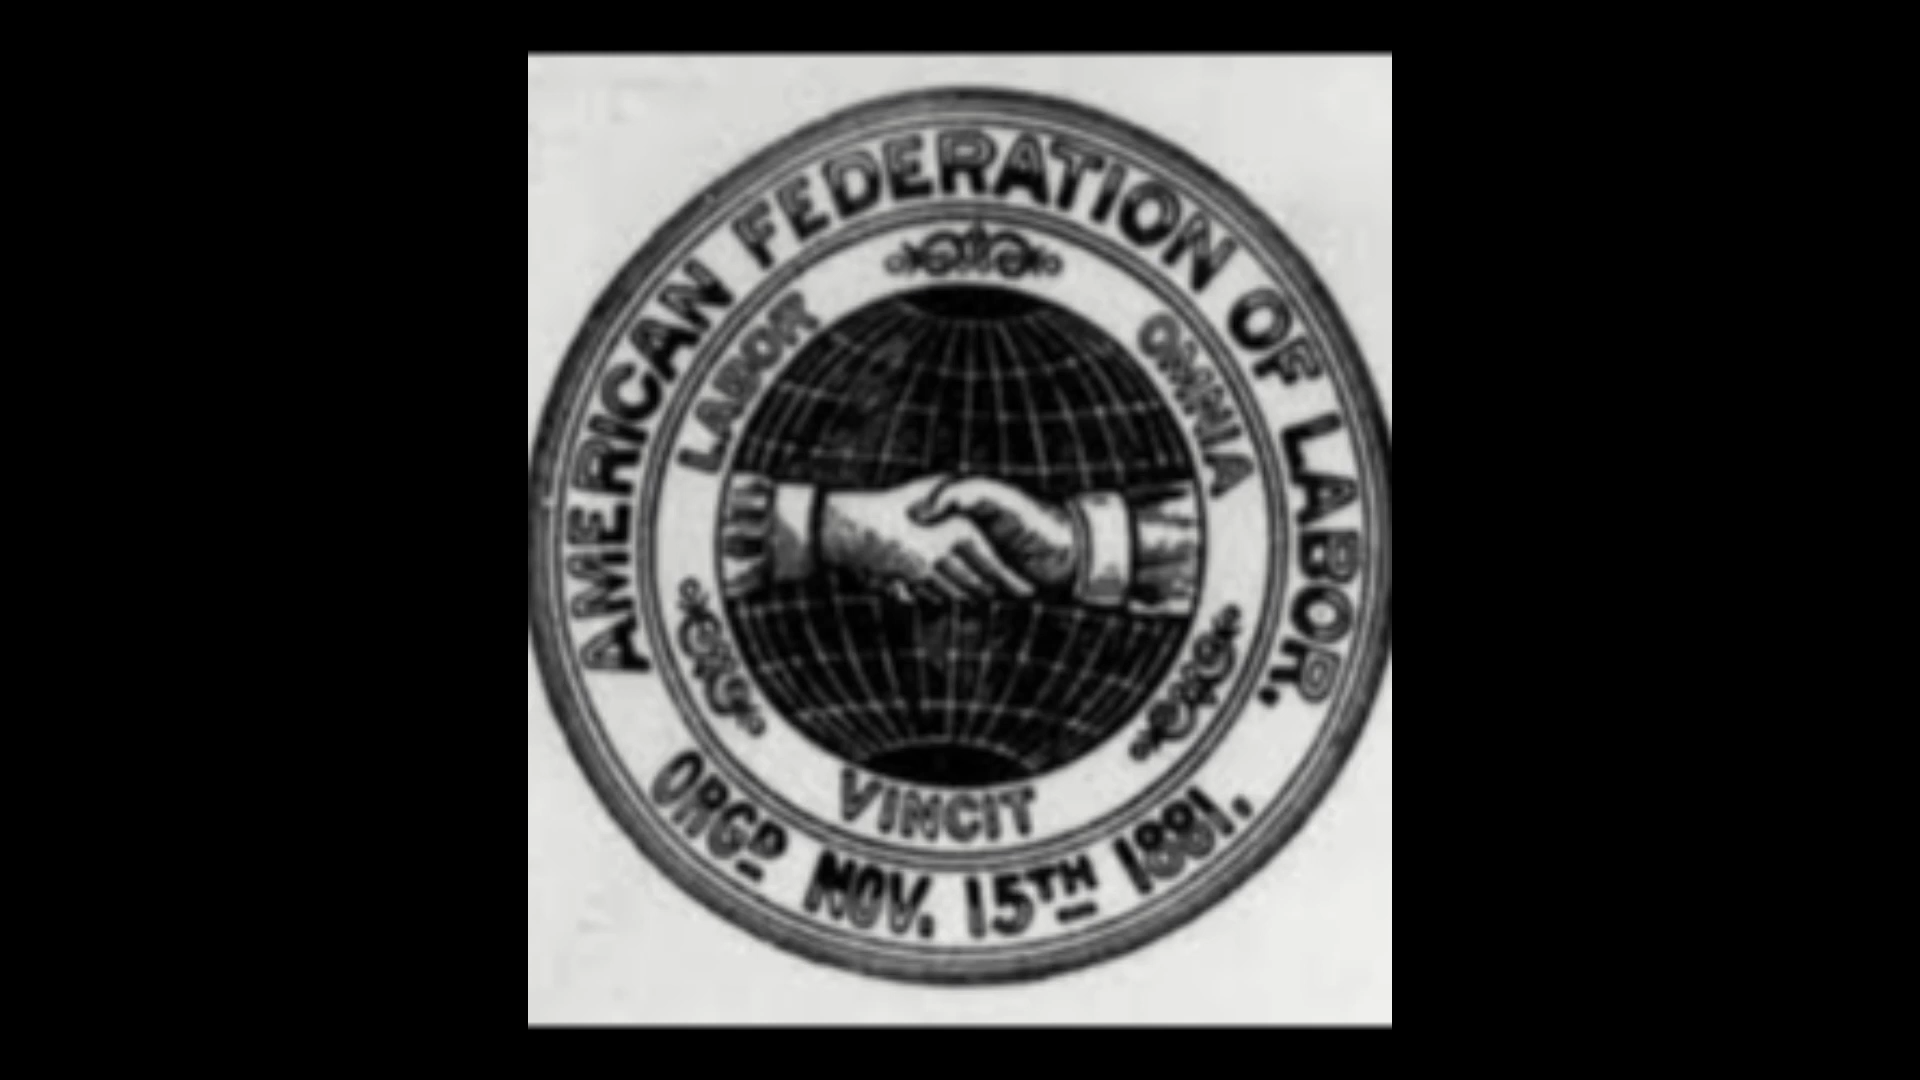 AMERICAN FEDERATION OF LABOR.
LABOR OMNIA
VINCIT
ORGD NOV. 15TH 1881.